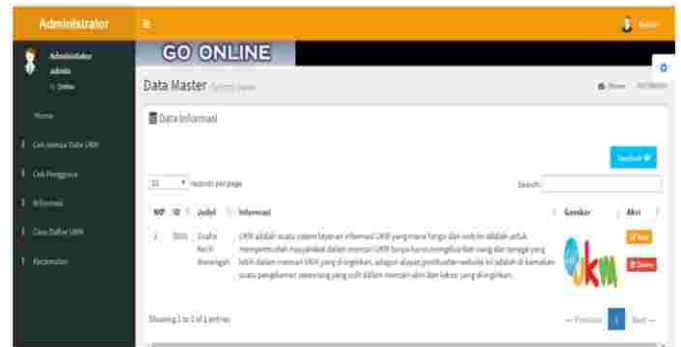 Administrator
Admin
Administrator
admin
Online
GO ONLINE
Data Master
Home
Home
Data Informasi
Cek Semua Data UKM
Cek Pengguna
Informasi
Cara Daftar UKM
Kecamatan
Tambah
10 records per page
Search:
NO ID Judul Informasi Gambar Aksi
1 Usaha Kecil Menengah
UKM adalah suatu sistem layanan informasi UKM yang mana fungsi dari web ini adalah untuk
mempermudah masyarakat dalam mencari UKM tanpa harus mengeluarkan uang dan tenaga yang
lebih dalam mencari UKM yang di inginkan, adapun alasan pembuatan website ini adalah di karnakan
suatu pengalaman seseorang yang sulit dalam mencari ukm dan lokasi yang di inginkan.
ukm
Edit
Delete
Showing 1 to 1 of 1 entries
← Previous 1 Next →